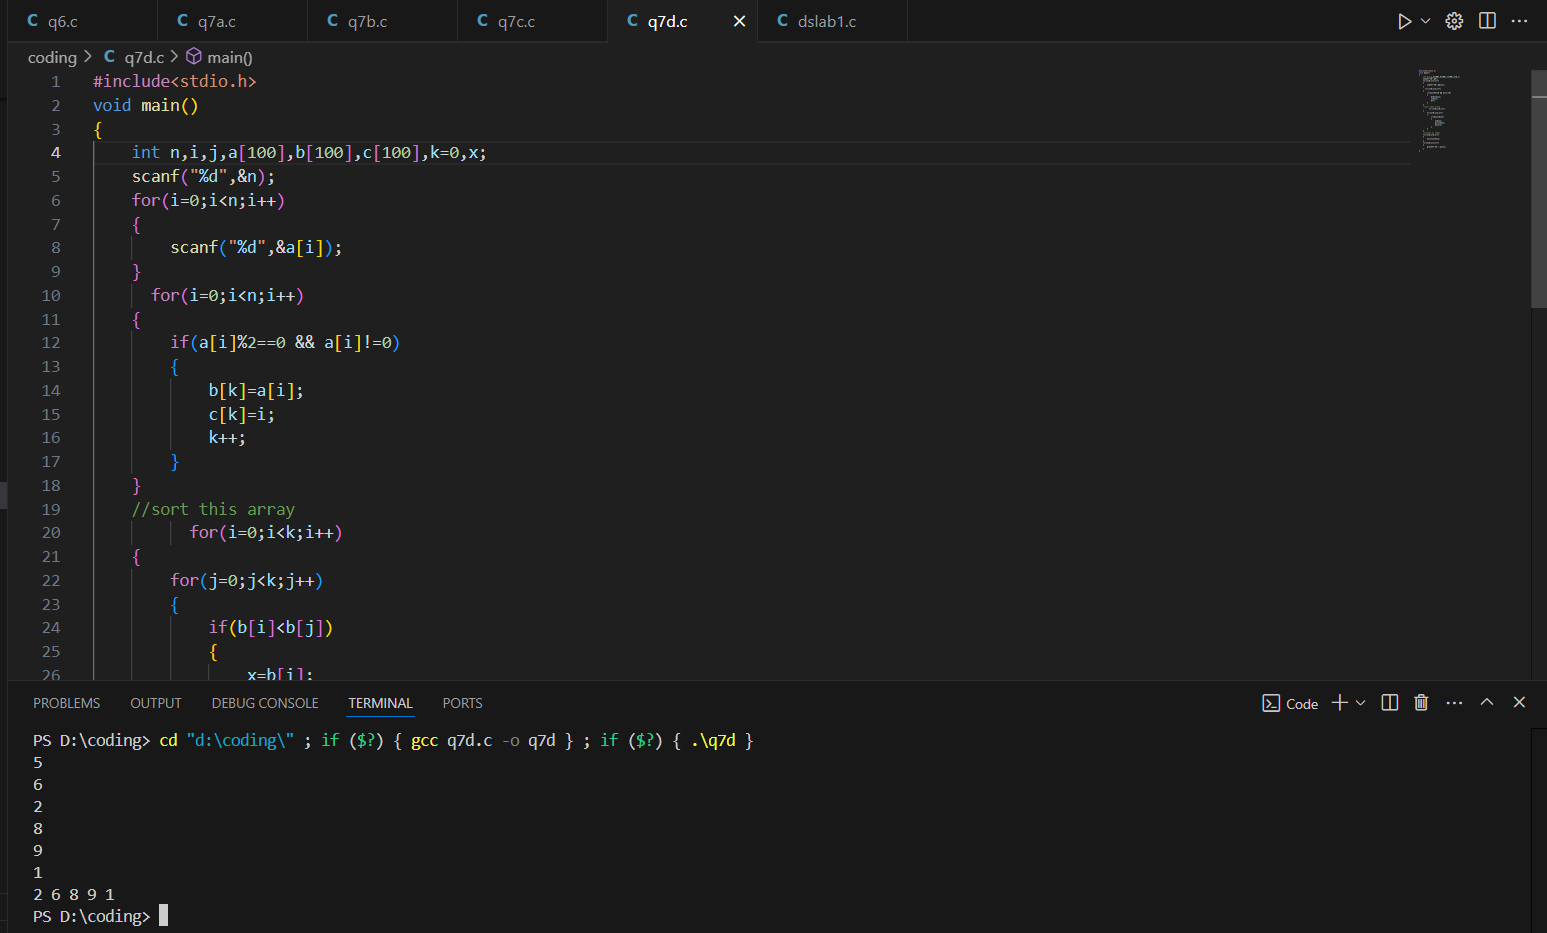 C q6.c C q7a.c C q7b.c C q7c.c C q7d.c C dslab1.c
coding > C q7d.c > main()
1 #include<stdio.h>
2 void main()
3 {
4 int n,i,j,a[100],b[100],c[100],k=0,x;
5 scanf("%d",&n);
6 for(i=0;i<n;i++)
7 {
8 scanf("%d",&a[i]);
9 }
10 for(i=0;i<n;i++)
11 {
12 if(a[i]%2==0 && a[i]!=0)
13 {
14 b[k]=a[i];
15 c[k]=i;
16 k++;
17 }
18 }
19 //sort this array
20 for(i=0;i<k;i++)
21 {
22 for(j=0;j<k;j++)
23 {
24 if(b[i]<b[j])
25 {
26 x=b[i];
PROBLEMS OUTPUT DEBUG CONSOLE TERMINAL PORTS Code
PS D:\coding> cd "d:\coding\" ; if ($?) { gcc q7d.c -o q7d } ; if ($?) { .\q7d }
5
6
2
8
9
1
2 6 8 9 1
PS D:\coding>